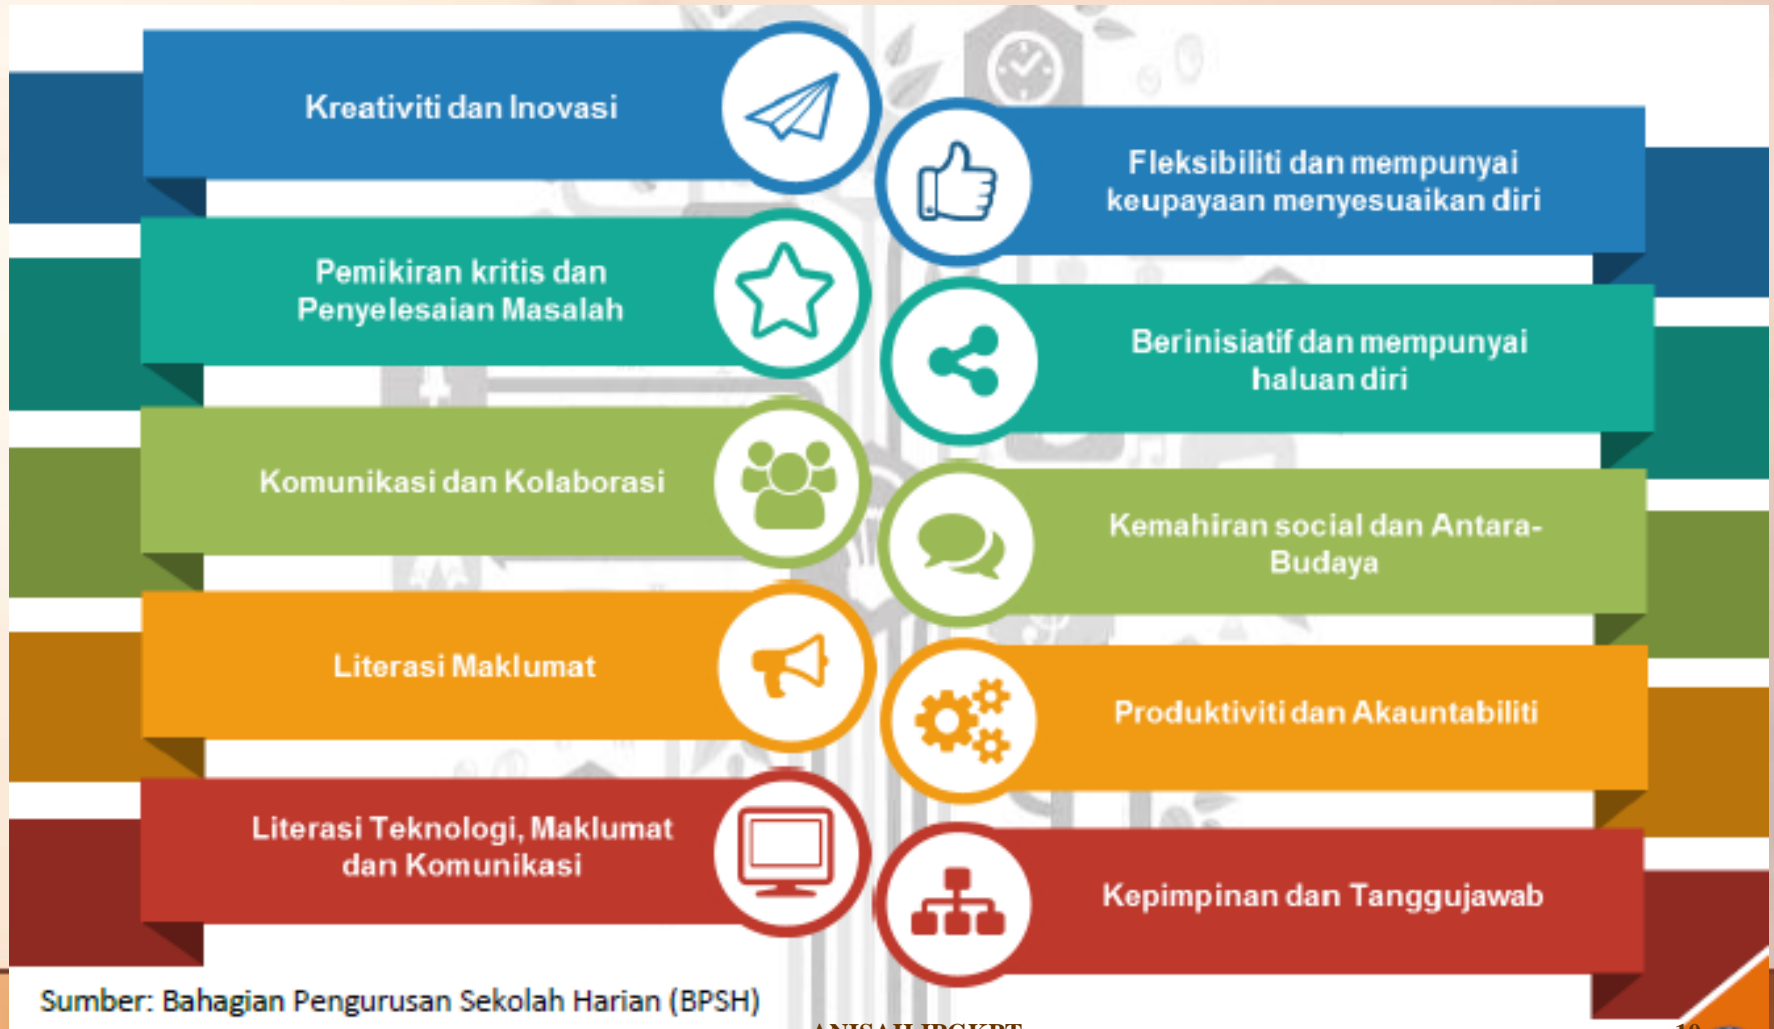 Kreativiti dan Inovasi
Pemikiran kritis dan
Penyelesaian Masalah
Komunikasi dan Kolaborasi
Literasi Maklumat
Literasi Teknologi, Maklumat
dan Komunikasi
Fleksibiliti dan mempunyai
keupayaan menyesuaikan diri
Berinisiatif dan mempunyai
haluan diri
Kemahiran social dan Antara-
Budaya
Produktiviti dan Akauntabiliti
Kepimpinan dan Tanggujawab
Sumber: Bahagian Pengurusan Sekolah Harian (BPSH)